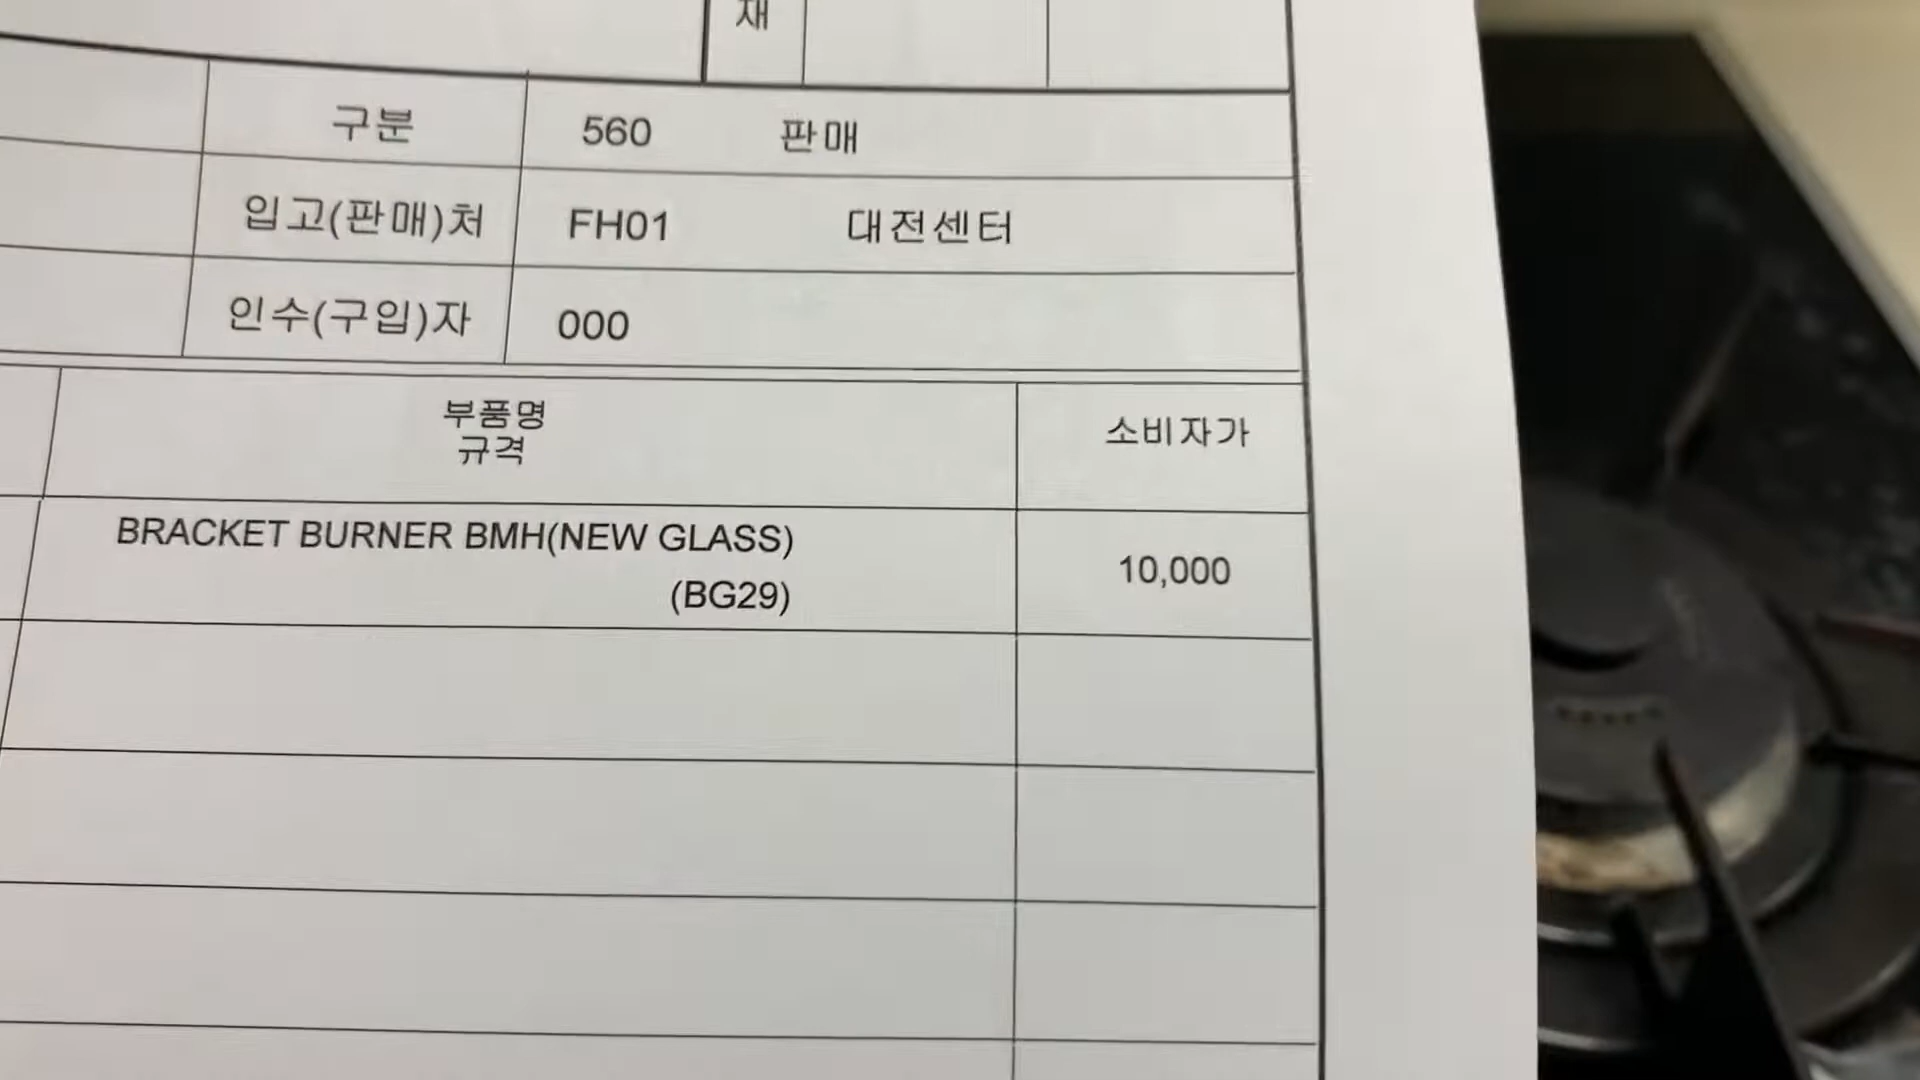 재
구분 560 판매
입고(판매)처 FH01 대전센터
인수(구입)자 000
부품명 소비자가
규격
BRACKET BURNER BMH(NEW GLASS) 10,000
(BG29)